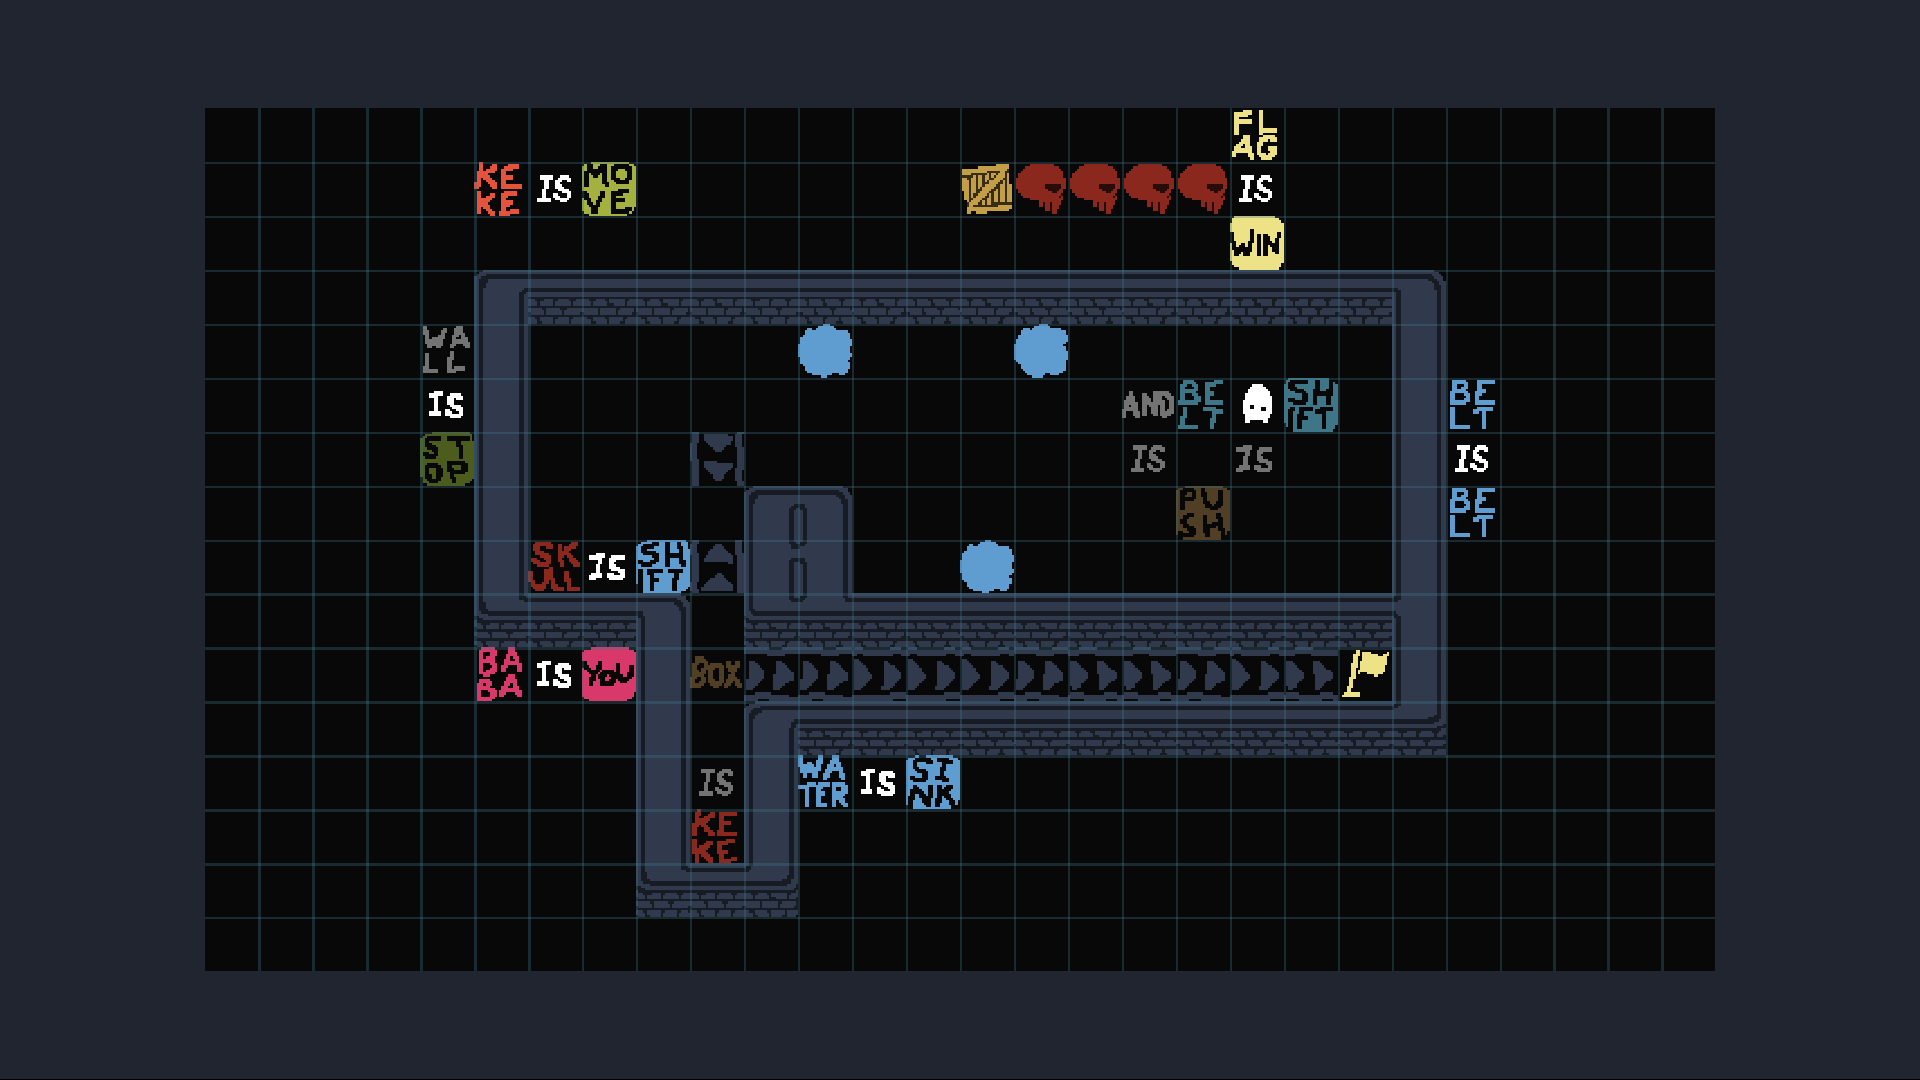 FLAG
KEKE IS MOVE
IS
WIN
WALL
IS
AND BELT SHIFT
BELT
STOP
IS
IS
IS
PUSH
BELT
SKULL IS SHIFT
BABA IS YOU
BOX
IS
WATER IS SINK
KEKE